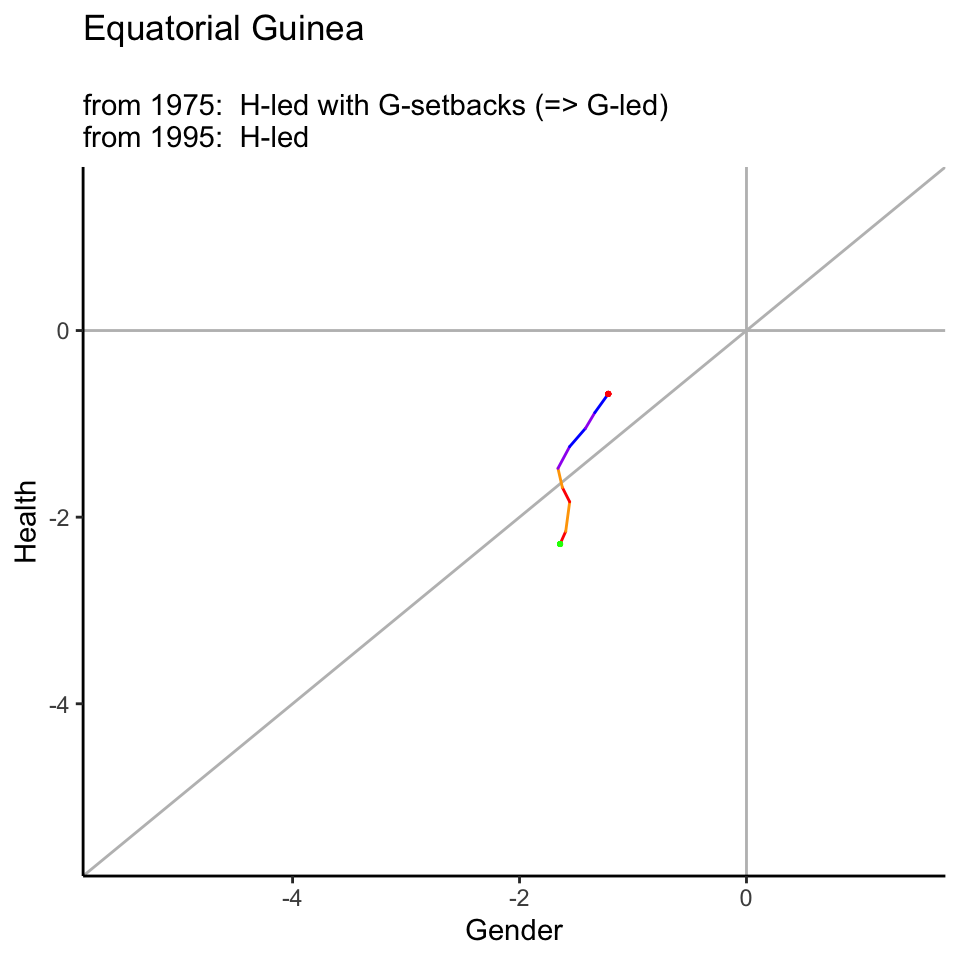 Equatorial Guinea
from 1975:  H-led with G-setbacks (=> G-led)
from 1995:  H-led
Health
0
-2
-4
-4
-2
0
Gender